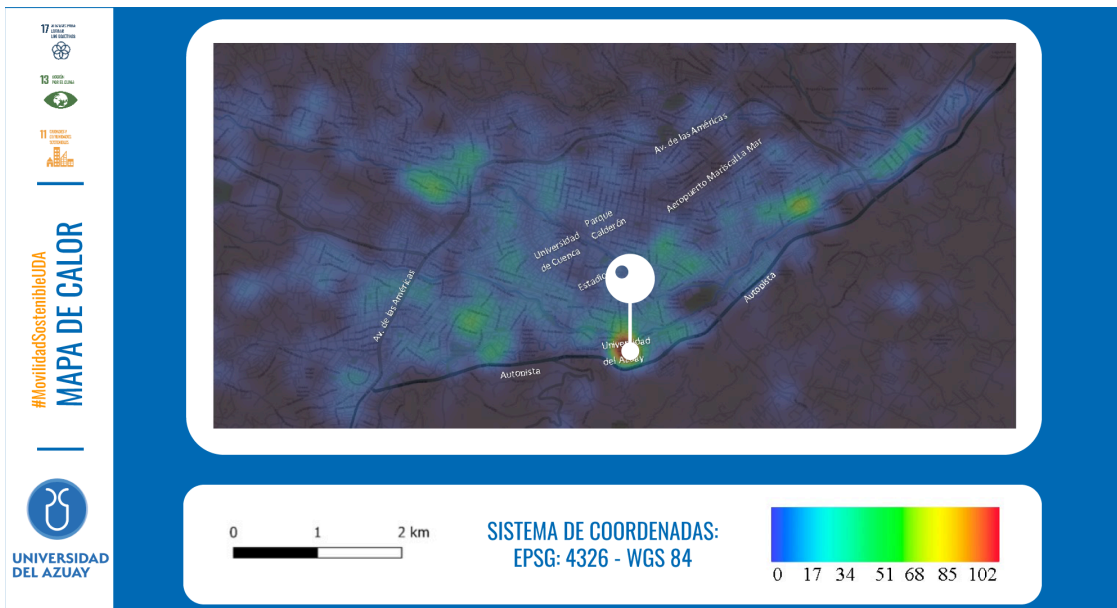 17
13
11
#MovilidadSostenibleUDA
MAPA DE CALOR
UNIVERSIDAD
DEL AZUAY
Av. de las Américas
Aeropuerto Mariscal La Mar
Parque
Calderón
Universidad
de Cuenca
Estadio
Av. de las Américas
Autopista
Universidad
del Azuay
Autopista
0 1 2 km
SISTEMA DE COORDENADAS:
EPSG: 4326 - WGS 84
0 17 34 51 68 85 102